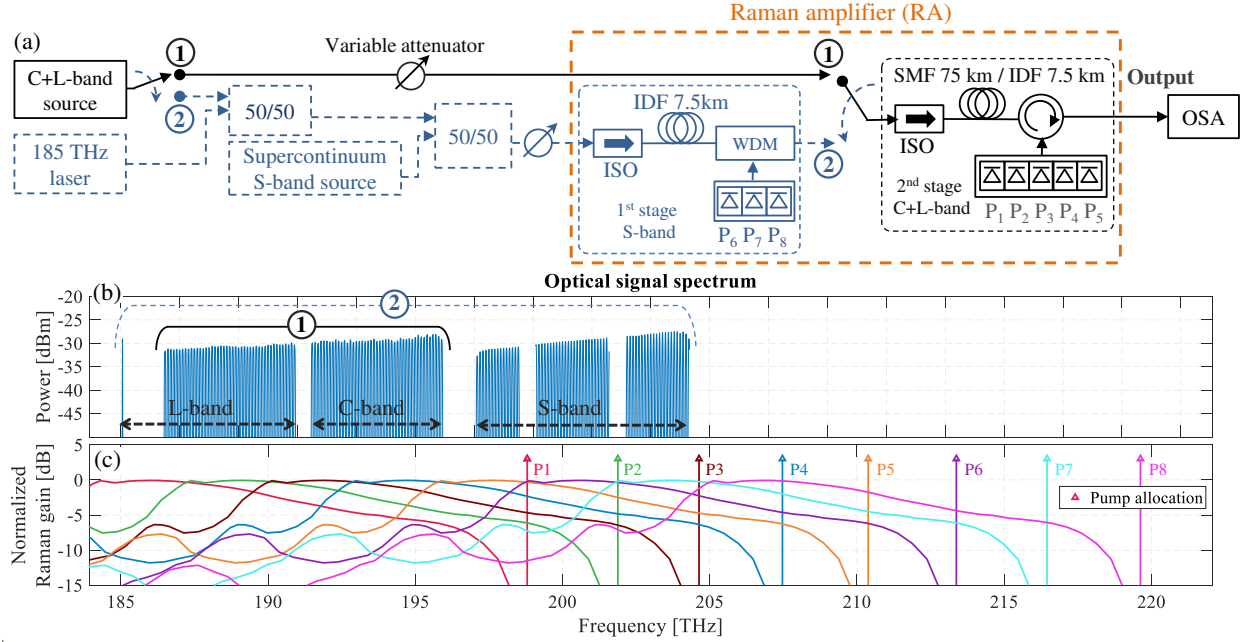 Raman amplifier (RA)
(a)
1
Variable attenuator
1
C+L-band
source
2
50/50
185 THz
laser
Supercontinuum
S-band source
50/50
IDF 7.5km
ISO
WDM
1st stage
S-band
P6 P7 P8
2
SMF 75 km / IDF 7.5 km
ISO
2nd stage
C+L-band
P1 P2 P3 P4 P5
Output
OSA
Optical signal spectrum
(b)
Power [dBm]
-20
-25
-30
-35
-40
-45
2
1
L-band
C-band
S-band
(c)
Normalized
Raman gain [dB]
5
0
-5
-10
-15
P1
P2
P3
P4
P5
P6
P7
P8
Pump allocation
185
190
195
200
205
210
215
220
Frequency [THz]